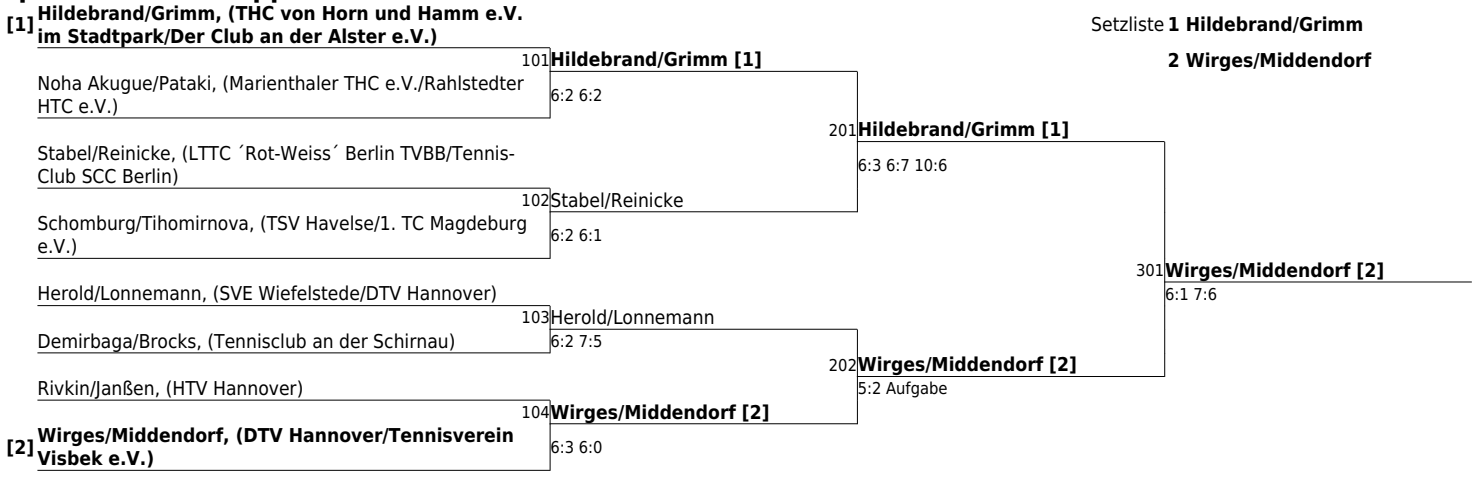 Hildebrand/Grimm, (THC von Horn und Hamm e.V.
[1]
im Stadtpark/Der Club an der Alster e.V.)
Setzliste 1 Hildebrand/Grimm
2 Wirges/Middendorf
101 Hildebrand/Grimm [1]
Noha Akugue/Pataki, (Marienthaler THC e.V./Rahlstedter
HTC e.V.)
6:2 6:2
201 Hildebrand/Grimm [1]
Stabel/Reinicke, (LTTC ´Rot-Weiss´ Berlin TVBB/Tennis-
Club SCC Berlin)
6:3 6:7 10:6
102 Stabel/Reinicke
Schomburg/Tihomirnova, (TSV Havelse/1. TC Magdeburg
e.V.)
6:2 6:1
301 Wirges/Middendorf [2]
6:1 7:6
Herold/Lonnemann, (SVE Wiefelstede/DTV Hannover)
103 Herold/Lonnemann
Demirbaga/Brocks, (Tennisclub an der Schirnau)
6:2 7:5
202 Wirges/Middendorf [2]
5:2 Aufgabe
Rivkin/Janßen, (HTV Hannover)
104 Wirges/Middendorf [2]
[2]
Wirges/Middendorf, (DTV Hannover/Tennisverein
Visbek e.V.)
6:3 6:0